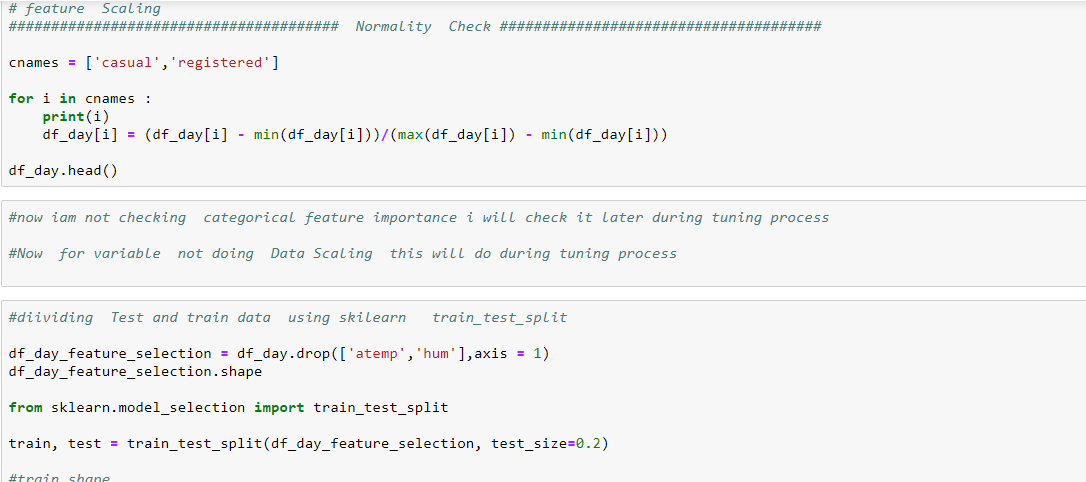 # feature  Scaling
#######################################  Normality  Check ######################################
cnames = ['casual','registered']
for i in cnames :
    print(i)
    df_day[i] = (df_day[i] - min(df_day[i]))/(max(df_day[i]) - min(df_day[i]))
df_day.head()
#now iam not checking  categorical feature importance i will check it later during tuning process
#Now  for variable  not doing  Data Scaling  this will do during tuning process
#diividing  Test and train data  using skilearn   train_test_split
df_day_feature_selection = df_day.drop(['atemp','hum'],axis = 1)
df_day_feature_selection.shape
from sklearn.model_selection import train_test_split
train, test = train_test_split(df_day_feature_selection, test_size=0.2)
#train shape